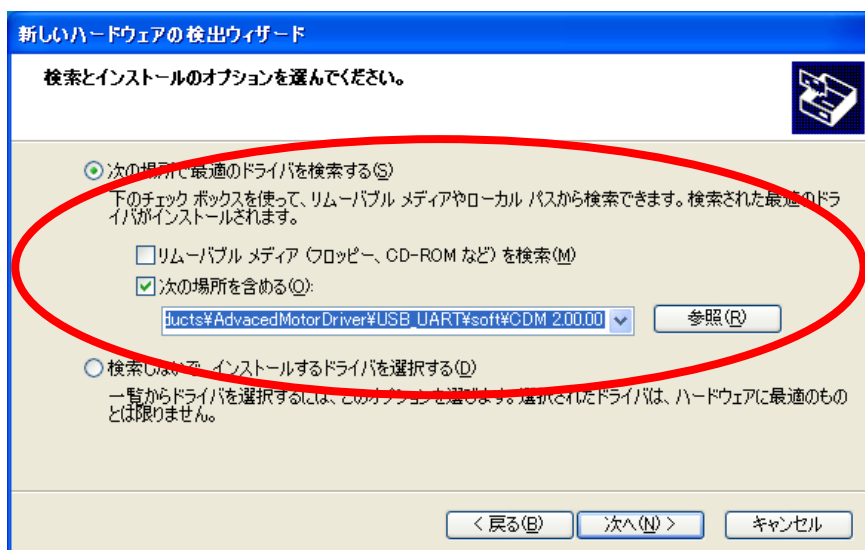 新しいハードウェアの検出ウィザード
検索とインストールのオプションを選んでください。
次の場所で最適のドライバを検索する(S)
下のチェック ボックスを使って、リムーバブル メディアやローカル パスから検索できます。検索された最適のドラ
イバがインストールされます。
リムーバブル メディア (フロッピー、CD-ROM など) を検索(M)
次の場所を含める(O):
ducts¥AdvacedMotorDriver¥USB_UART¥soft¥CDM 2.00.00
参照(R)
検索しないで、インストールするドライバを選択する(D)
一覧からドライバを選択するには、このオプションを選びます。選択されたドライバは、ハードウェアに最適のもの
とは限りません。
< 戻る(B)
次へ(N) >
キャンセル